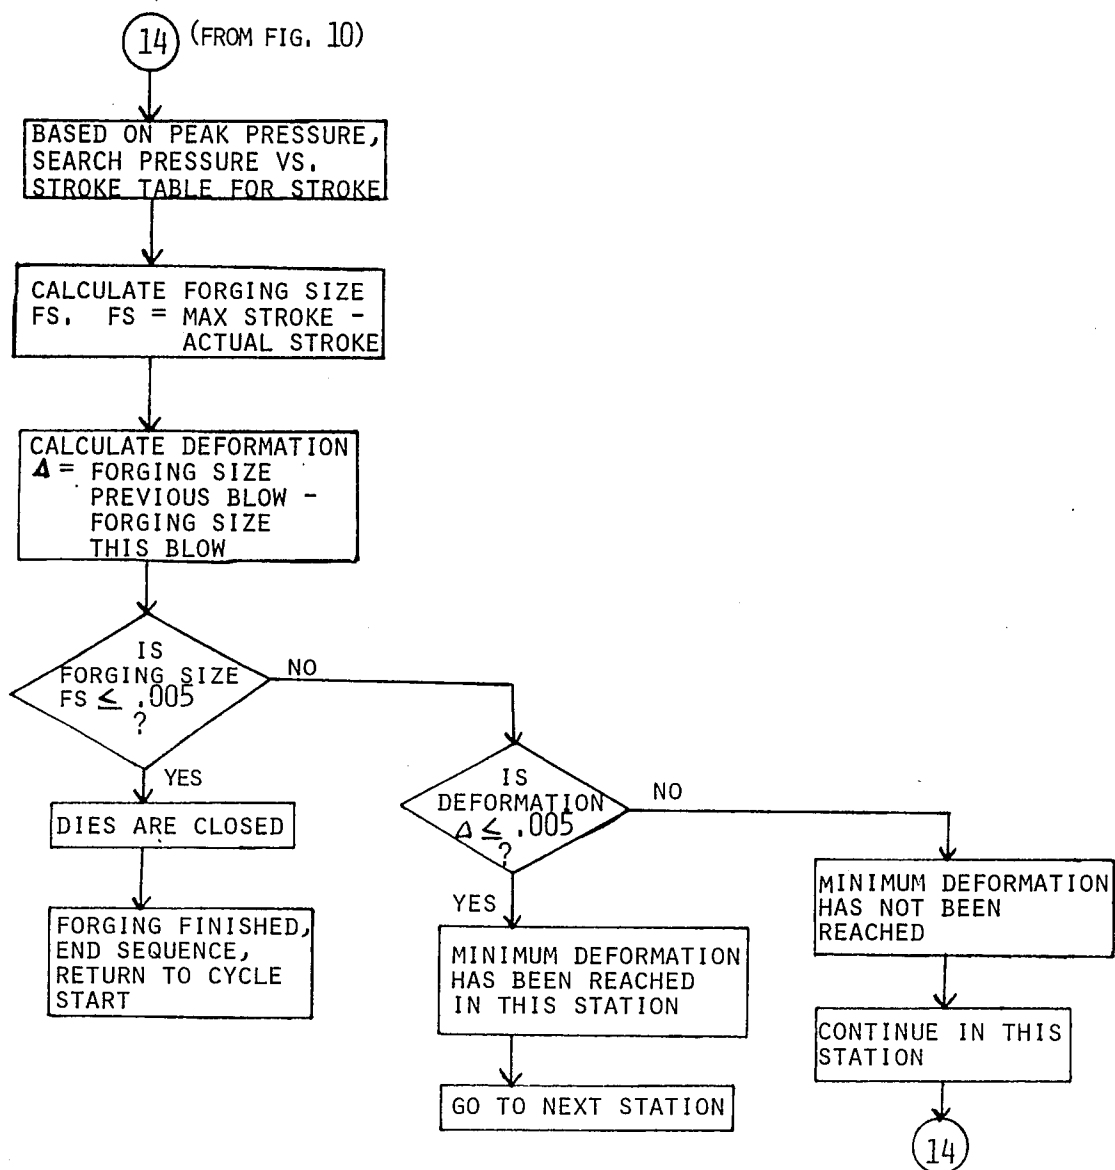 14 (FROM FIG. 10)
BASED ON PEAK PRESSURE,
SEARCH PRESSURE VS.
STROKE TABLE FOR STROKE
CALCULATE FORGING SIZE
FS. FS = MAX STROKE -
ACTUAL STROKE
CALCULATE DEFORMATION
Δ = FORGING SIZE
PREVIOUS BLOW -
FORGING SIZE
THIS BLOW
IS
FORGING SIZE
FS ≤ .005
?
NO
YES
DIES ARE CLOSED
FORGING FINISHED,
END SEQUENCE,
RETURN TO CYCLE
START
IS
DEFORMATION
Δ ≤ .005
?
NO
YES
MINIMUM DEFORMATION
HAS BEEN REACHED
IN THIS STATION
GO TO NEXT STATION
MINIMUM DEFORMATION
HAS NOT BEEN
REACHED
CONTINUE IN THIS
STATION
14